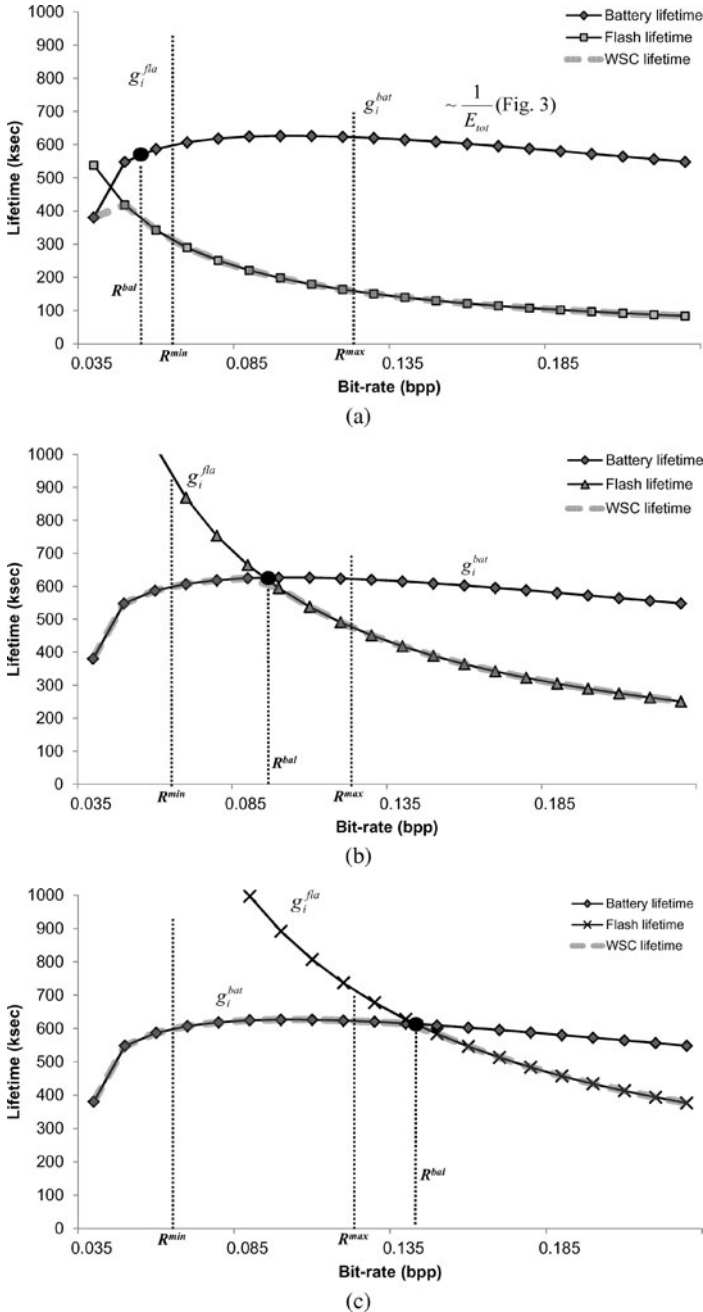 1000
900
800
700
600
500
400
300
200
100
0
Lifetime (ksec)
Battery lifetime
Flash lifetime
WSC lifetime
g_i^{fla}
g_i^{bat}
~ 1/E_{tot} (Fig. 3)
R^{bal}
R^{min}
R^{max}
0.035 0.085 0.135 0.185
Bit-rate (bpp)
(a)
1000
900
800
700
600
500
400
300
200
100
0
Lifetime (ksec)
Battery lifetime
Flash lifetime
WSC lifetime
g_i^{fla}
g_i^{bat}
R^{bal}
R^{min}
R^{max}
0.035 0.085 0.135 0.185
Bit-rate (bpp)
(b)
1000
900
800
700
600
500
400
300
200
100
0
Lifetime (ksec)
Battery lifetime
Flash lifetime
WSC lifetime
g_i^{fla}
g_i^{bat}
R^{bal}
R^{min}
R^{max}
0.035 0.085 0.135 0.185
Bit-rate (bpp)
(c)